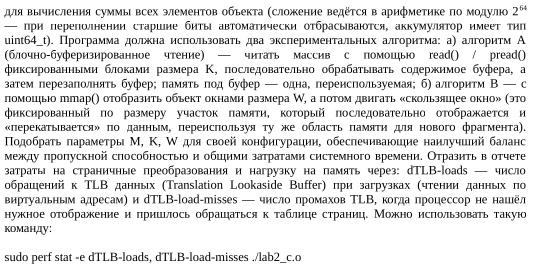 для вычисления суммы всех элементов объекта (сложение ведётся в арифметике по модулю 2⁶⁴
— при переполнении старшие биты автоматически отбрасываются, аккумулятор имеет тип
uint64_t). Программа должна использовать два экспериментальных алгоритма: а) алгоритм А
(блочно-буферизированное чтение) — читать массив с помощью read() / pread()
фиксированными блоками размера K, последовательно обрабатывать содержимое буфера, а
затем перезаполнять буфер; память под буфер — одна, переиспользуемая; б) алгоритм B — с
помощью mmap() отобразить объект окнами размера W, а потом двигать «скользящее окно» (это
фиксированный по размеру участок памяти, который последовательно отображается и
«перекатывается» по данным, переиспользуя ту же область памяти для нового фрагмента).
Подобрать параметры M, K, W для своей конфигурации, обеспечивающие наилучший баланс
между пропускной способностью и общими затратами системного времени. Отразить в отчете
затраты на страничные преобразования и нагрузку на память через: dTLB-loads — число
обращений к TLB данных (Translation Lookaside Buffer) при загрузках (чтении данных по
виртуальным адресам) и dTLB-load-misses — число промахов TLB, когда процессор не нашёл
нужное отображение и пришлось обращаться к таблице страниц. Можно использовать такую
команду:
sudo perf stat -e dTLB-loads, dTLB-load-misses ./lab2_c.o